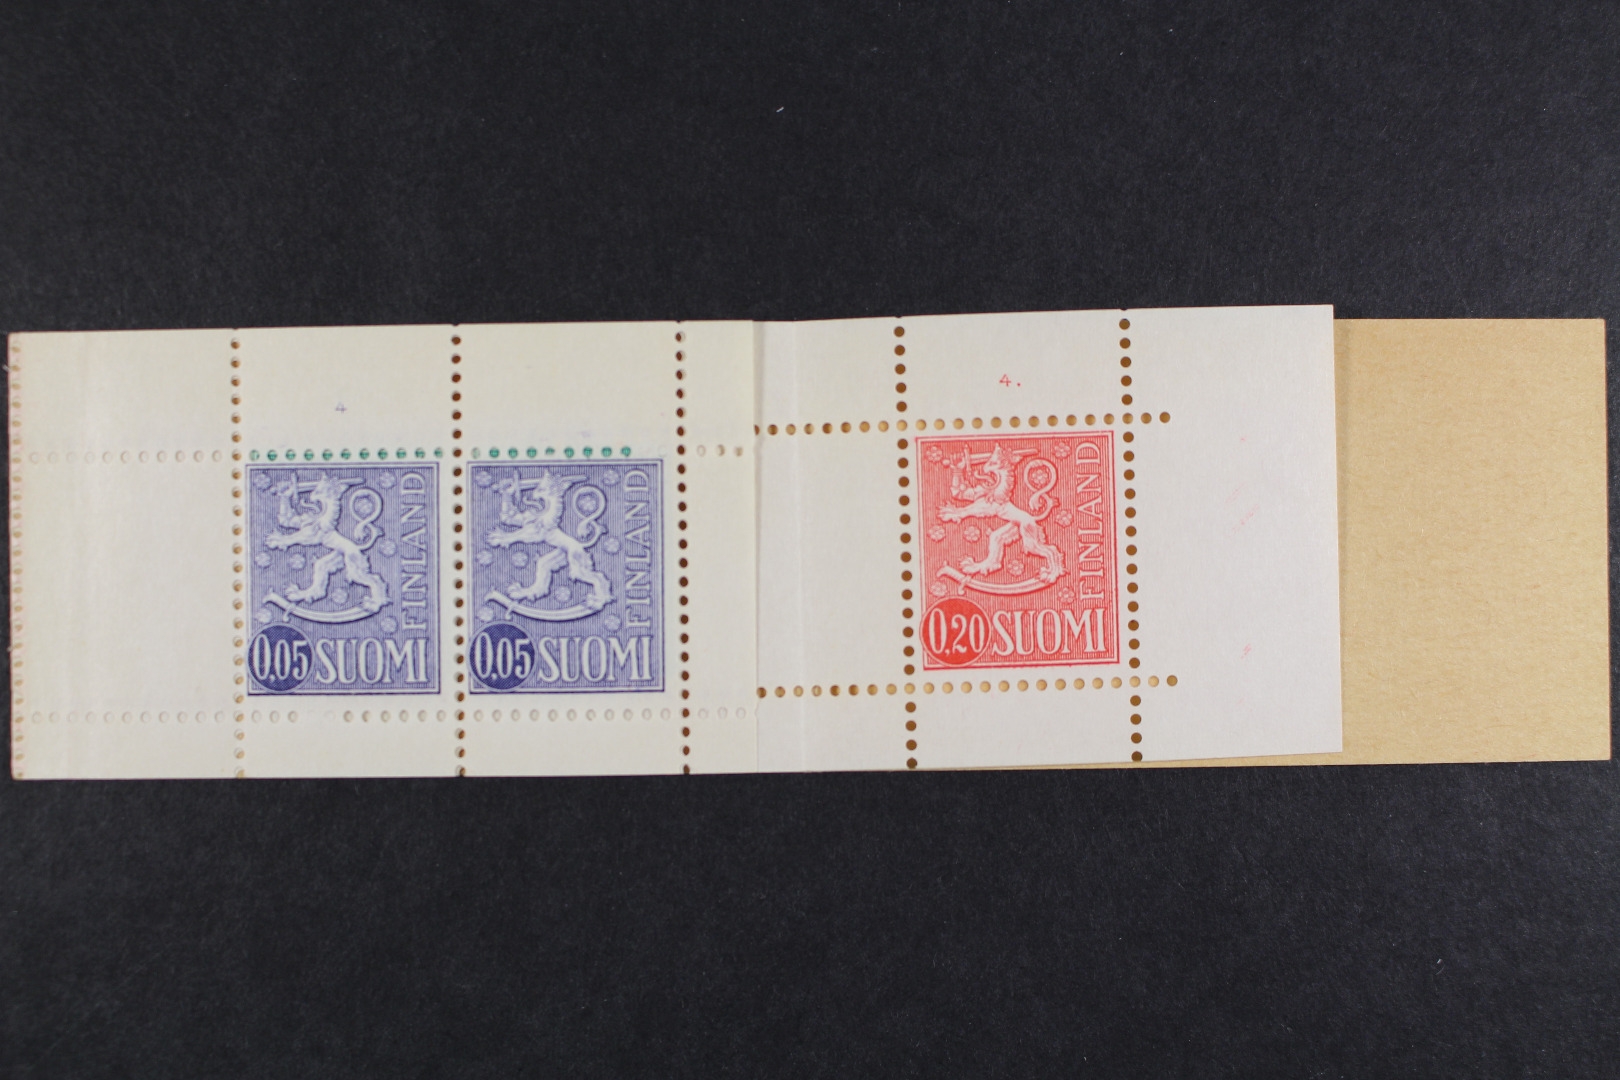 4
FINLAND
0,05 SUOMI
FINLAND
0,05 SUOMI
4.
FINLAND
0,20 SUOMI